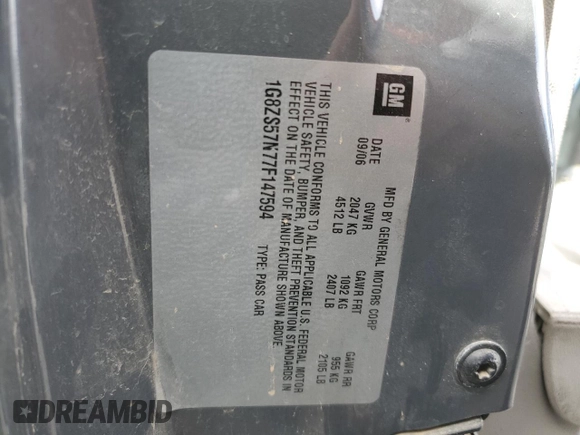 GM
MFD BY GENERAL MOTORS CORP
DATE GVWR GAWR FRT GAWR RR
09/06 2047 KG 1092 KG 955 KG
4512 LB 2407 LB 2105 LB
THIS VEHICLE CONFORMS TO ALL APPLICABLE U.S. FEDERAL MOTOR
VEHICLE SAFETY, BUMPER, AND THEFT PREVENTION STANDARDS IN
EFFECT ON THE DATE OF MANUFACTURE SHOWN ABOVE.
1G8ZS57N77F147594 TYPE: PASS CAR
DREAMBID